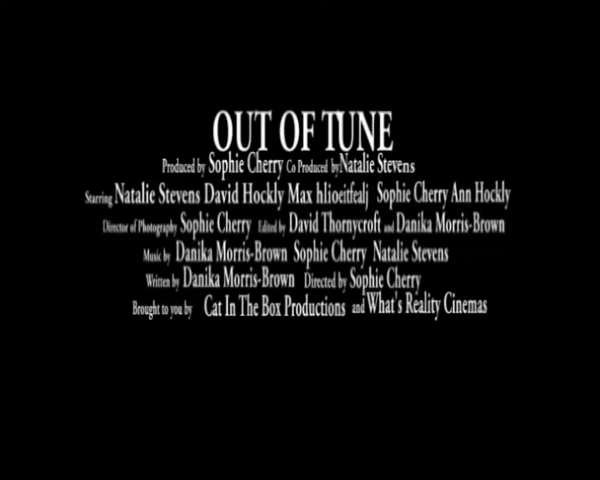 OUT OF TUNE
Produced by Sophie Cherry Co Produced by Natalie Stevens
Starring Natalie Stevens David Hockly Max Sophie Cherry Ann Hockly
Director of Photography Sophie Cherry Edited by David Thornycroft and Danika Morris-Brown
Music by Danika Morris-Brown Sophie Cherry Natalie Stevens
Written by Danika Morris-Brown Directed by Sophie Cherry
Brought to you by Cat In The Box Productions and What's Reality Cinemas